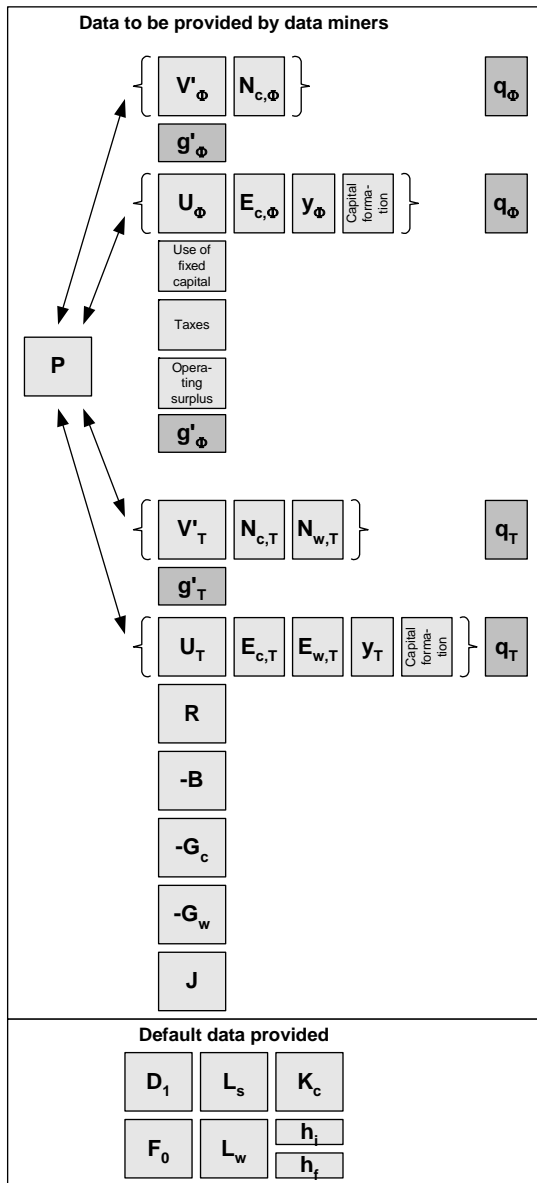 Data to be provided by data miners
V'Φ Nc,Φ qΦ
g'Φ
UΦ Ec,Φ yΦ Capital forma-tion qΦ
Use of
fixed
capital
Taxes
P
Opera-
ting
surplus
g'Φ
V'T Nc,T Nw,T qT
g'T
UT Ec,T Ew,T yT Capital forma-tion qT
R
-B
-Gc
-Gw
J
Default data provided
D1 Ls Kc
F0 Lw hi
hf